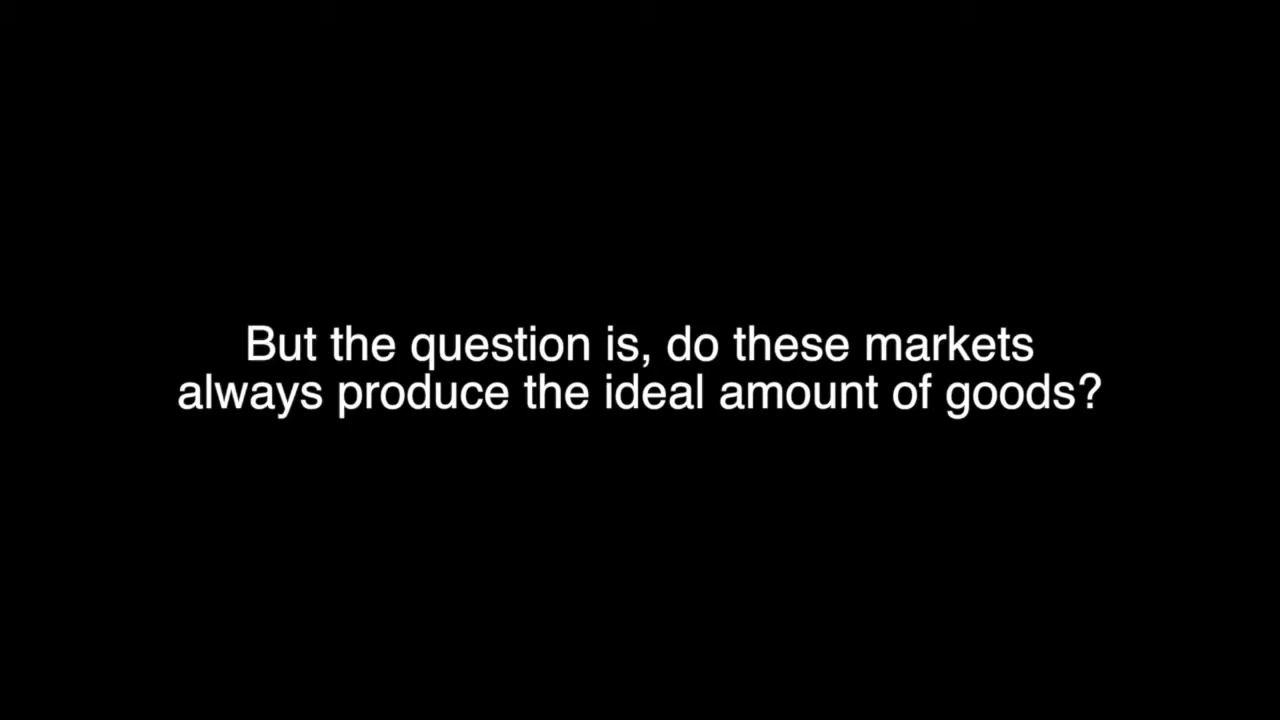 But the question is, do these markets
always produce the ideal amount of goods?